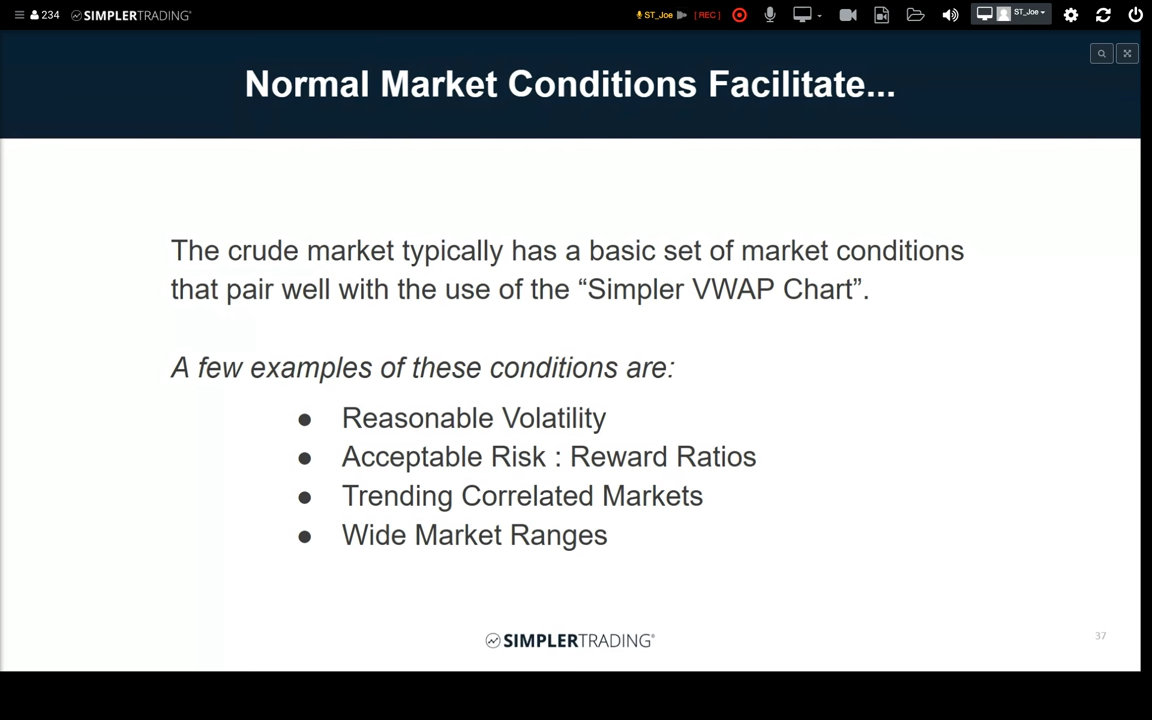 234 SIMPLERTRADING® ST_Joe [REC] ST_Joe
Normal Market Conditions Facilitate...
The crude market typically has a basic set of market conditions
that pair well with the use of the “Simpler VWAP Chart”.
A few examples of these conditions are:
● Reasonable Volatility
● Acceptable Risk : Reward Ratios
● Trending Correlated Markets
● Wide Market Ranges
SIMPLERTRADING®
37